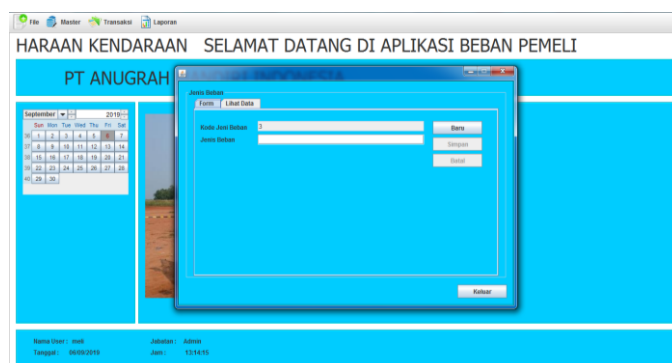 File Master Transaksi Laporan
HARAAN KENDARAAN SELAMAT DATANG DI APLIKASI BEBAN PEMELI
PT ANUGRAH
Jenis Beban
Form Lihat Data
Kode Jeni Beban 3 Baru
Jenis Beban Simpan
Batal
Keluar
September 2019
Sun Mon Tue Wed Thu Fri Sat
36 1 2 3 4 5 6 7
37 8 9 10 11 12 13 14
38 15 16 17 18 19 20 21
39 22 23 24 25 26 27 28
40 29 30
Nama User : meli Jabatan : Admin
Tanggal : 06/09/2019 Jam : 13:14:15